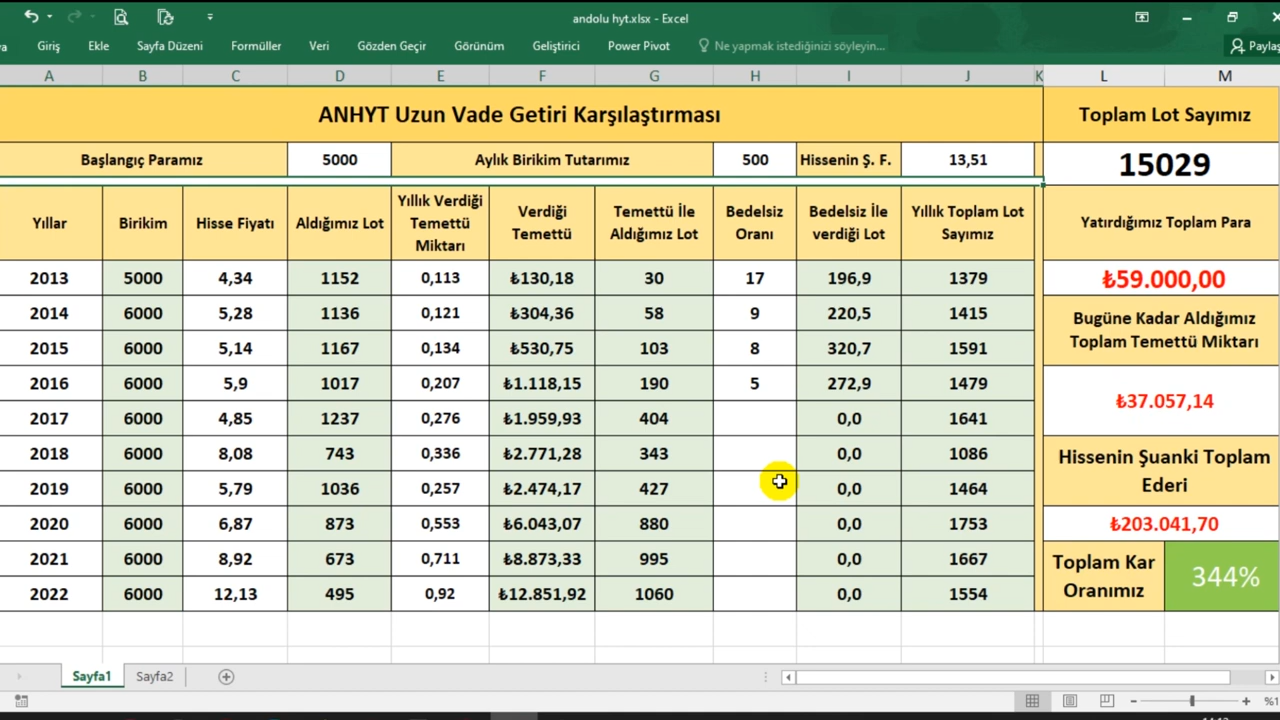 andolu hyt.xlsx - Excel
Giriş Ekle Sayfa Düzeni Formüller Veri Gözden Geçir Görünüm Geliştirici Power Pivot Ne yapmak istediğinizi söyleyin... Paylaş
A B C D E F G H I J K L M
ANHYT Uzun Vade Getiri Karşılaştırması Toplam Lot Sayımız
Başlangıç Paramız 5000 Aylık Birikim Tutarımız 500 Hissenin Ş. F. 13,51 15029
Yıllar Birikim Hisse Fiyatı Aldığımız Lot Yıllık Verdiği Temettü Miktarı Verdiği Temettü Temettü İle Aldığımız Lot Bedelsiz Oranı Bedelsiz İle verdiği Lot Yıllık Toplam Lot Sayımız Yatırdığımız Toplam Para
2013 5000 4,34 1152 0,113 ₺130,18 30 17 196,9 1379 ₺59.000,00
2014 6000 5,28 1136 0,121 ₺304,36 58 9 220,5 1415
Bugüne Kadar Aldığımız
Toplam Temettü Miktarı
2015 6000 5,14 1167 0,134 ₺530,75 103 8 320,7 1591
2016 6000 5,9 1017 0,207 ₺1.118,15 190 5 272,9 1479
₺37.057,14
2017 6000 4,85 1237 0,276 ₺1.959,93 404 0,0 1641
2018 6000 8,08 743 0,336 ₺2.771,28 343 0,0 1086
Hissenin Şuanki Toplam
Ederi
2019 6000 5,79 1036 0,257 ₺2.474,17 427 0,0 1464
2020 6000 6,87 873 0,553 ₺6.043,07 880 0,0 1753 ₺203.041,70
2021 6000 8,92 673 0,711 ₺8.873,33 995 0,0 1667
Toplam Kar
Oranımız
344%
2022 6000 12,13 495 0,92 ₺12.851,92 1060 0,0 1554
Sayfa1 Sayfa2